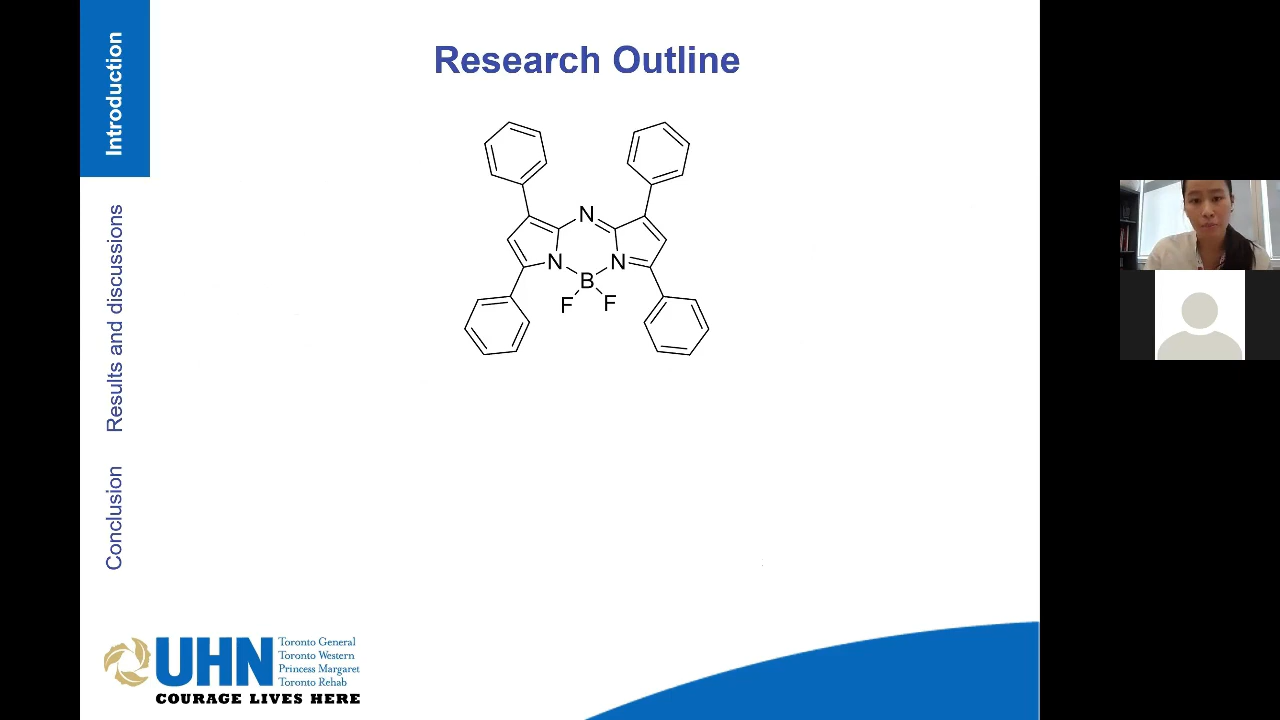 Research Outline
Introduction
Results and discussions
Conclusion
N
N
N
B
F
F
UHN
Toronto General
Toronto Western
Princess Margaret
Toronto Rehab
COURAGE LIVES HERE